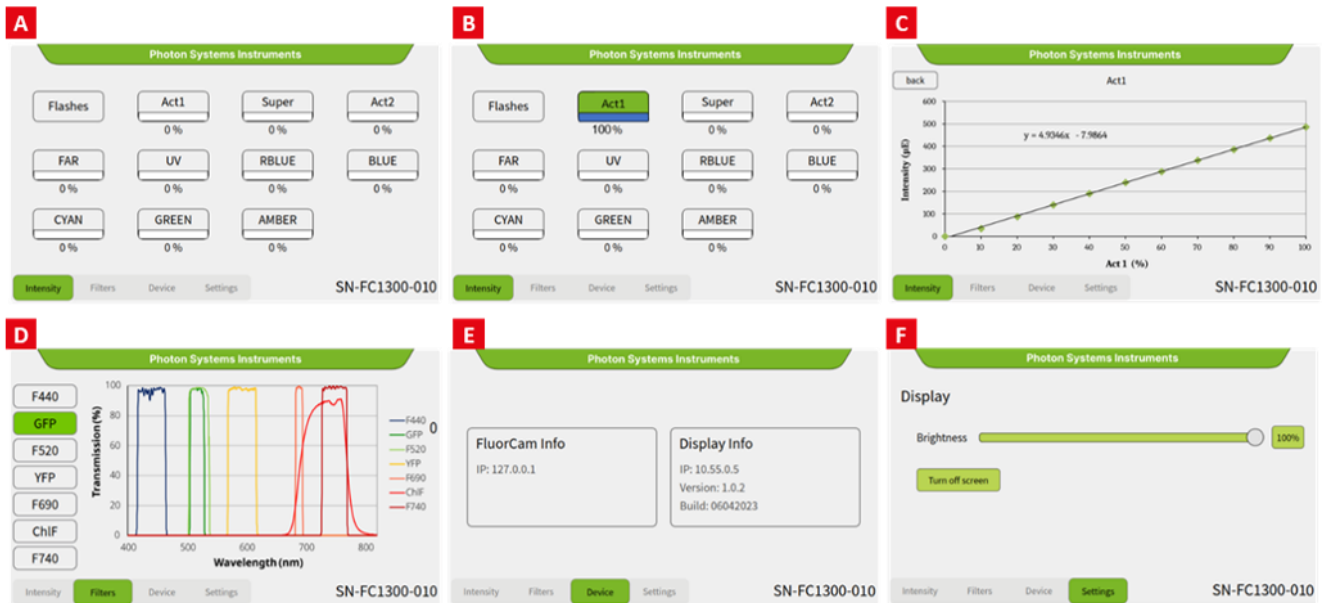 A
Photon Systems Instruments
Flashes Act1 Super Act2
0 % 0 % 0 %
FAR UV RBLUE BLUE
0 % 0 % 0 % 0 %
CYAN GREEN AMBER
0 % 0 % 0 %
Intensity Filters Device Settings SN-FC1300-010
B
Photon Systems Instruments
Flashes Act1 Super Act2
100 % 0 % 0 %
FAR UV RBLUE BLUE
0 % 0 % 0 % 0 %
CYAN GREEN AMBER
0 % 0 % 0 %
Intensity Filters Device Settings SN-FC1300-010
C
Photon Systems Instruments
back Act1
y = 4.9346x - 7.9864
Intensity (µE)
600
500
400
300
200
100
0
0 10 20 30 40 50 60 70 80 90 100
Act 1 (%)
Intensity Filters Device Settings SN-FC1300-010
D
Photon Systems Instruments
F440
GFP
F520
YFP
F690
ChlF
F740
Transmission (%)
100
80
60
40
20
0
400 500 600 700 800
Wavelength (nm)
F440 0
GFP
F520
YFP
F690
ChlF
F740
Intensity Filters Device Settings SN-FC1300-010
E
Photon Systems Instruments
FluorCam Info
IP: 127.0.0.1
Display Info
IP: 10.55.0.5
Version: 1.0.2
Build: 06042023
Intensity Filters Device Settings SN-FC1300-010
F
Photon Systems Instruments
Display
Brightness 100%
Turn off screen
Intensity Filters Device Settings SN-FC1300-010